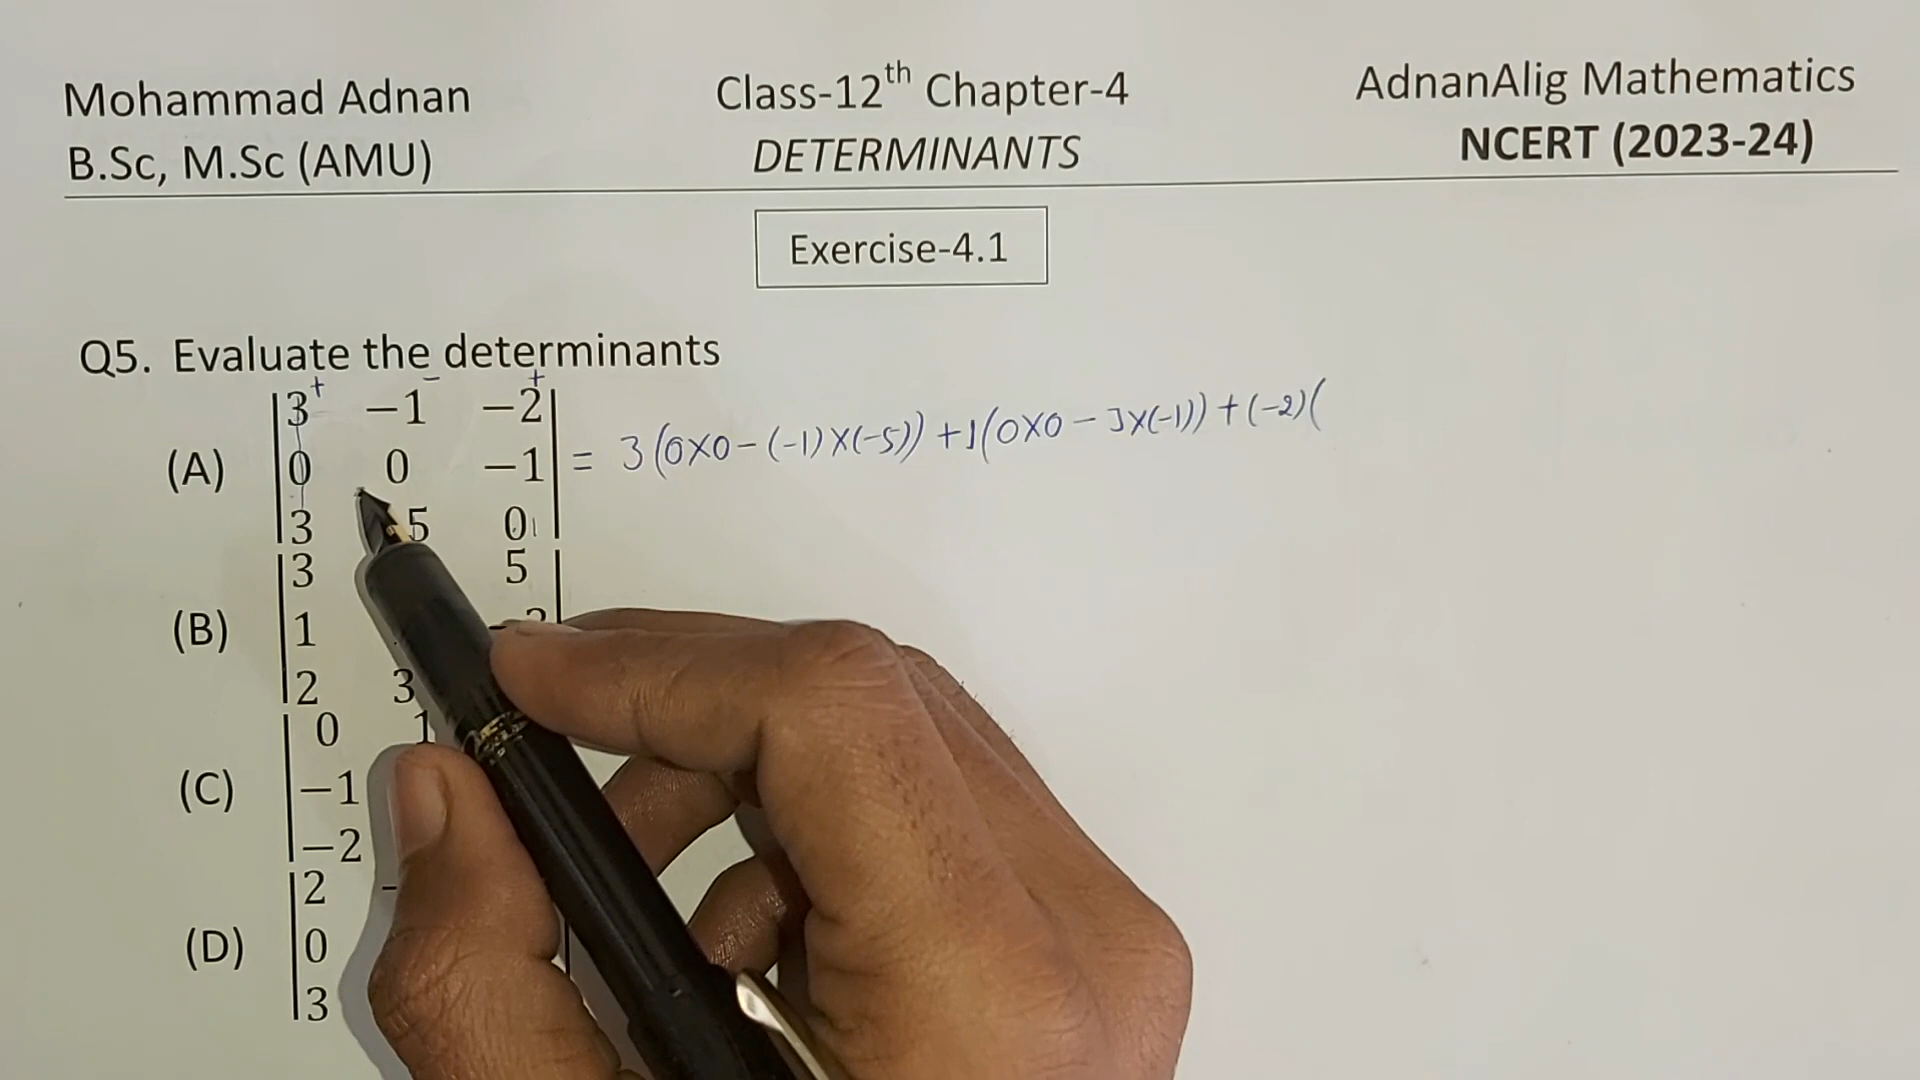 Mohammad Adnan
B.Sc, M.Sc (AMU)
Class-12th Chapter-4
DETERMINANTS
AdnanAlig Mathematics
NCERT (2023-24)
Exercise-4.1
Q5. Evaluate the determinants
(A)
|3⁺ −1⁻ −2⁺|
|0 0 −1| = 3(0×0−(−1)×(−5))+1(0×0−3×(−1))+(−2)(
|3 5 0|
(B)
|3 5|
|1
|2 3
(C)
|0 1
|−1
|−2
(D)
|2 −
|0
|3